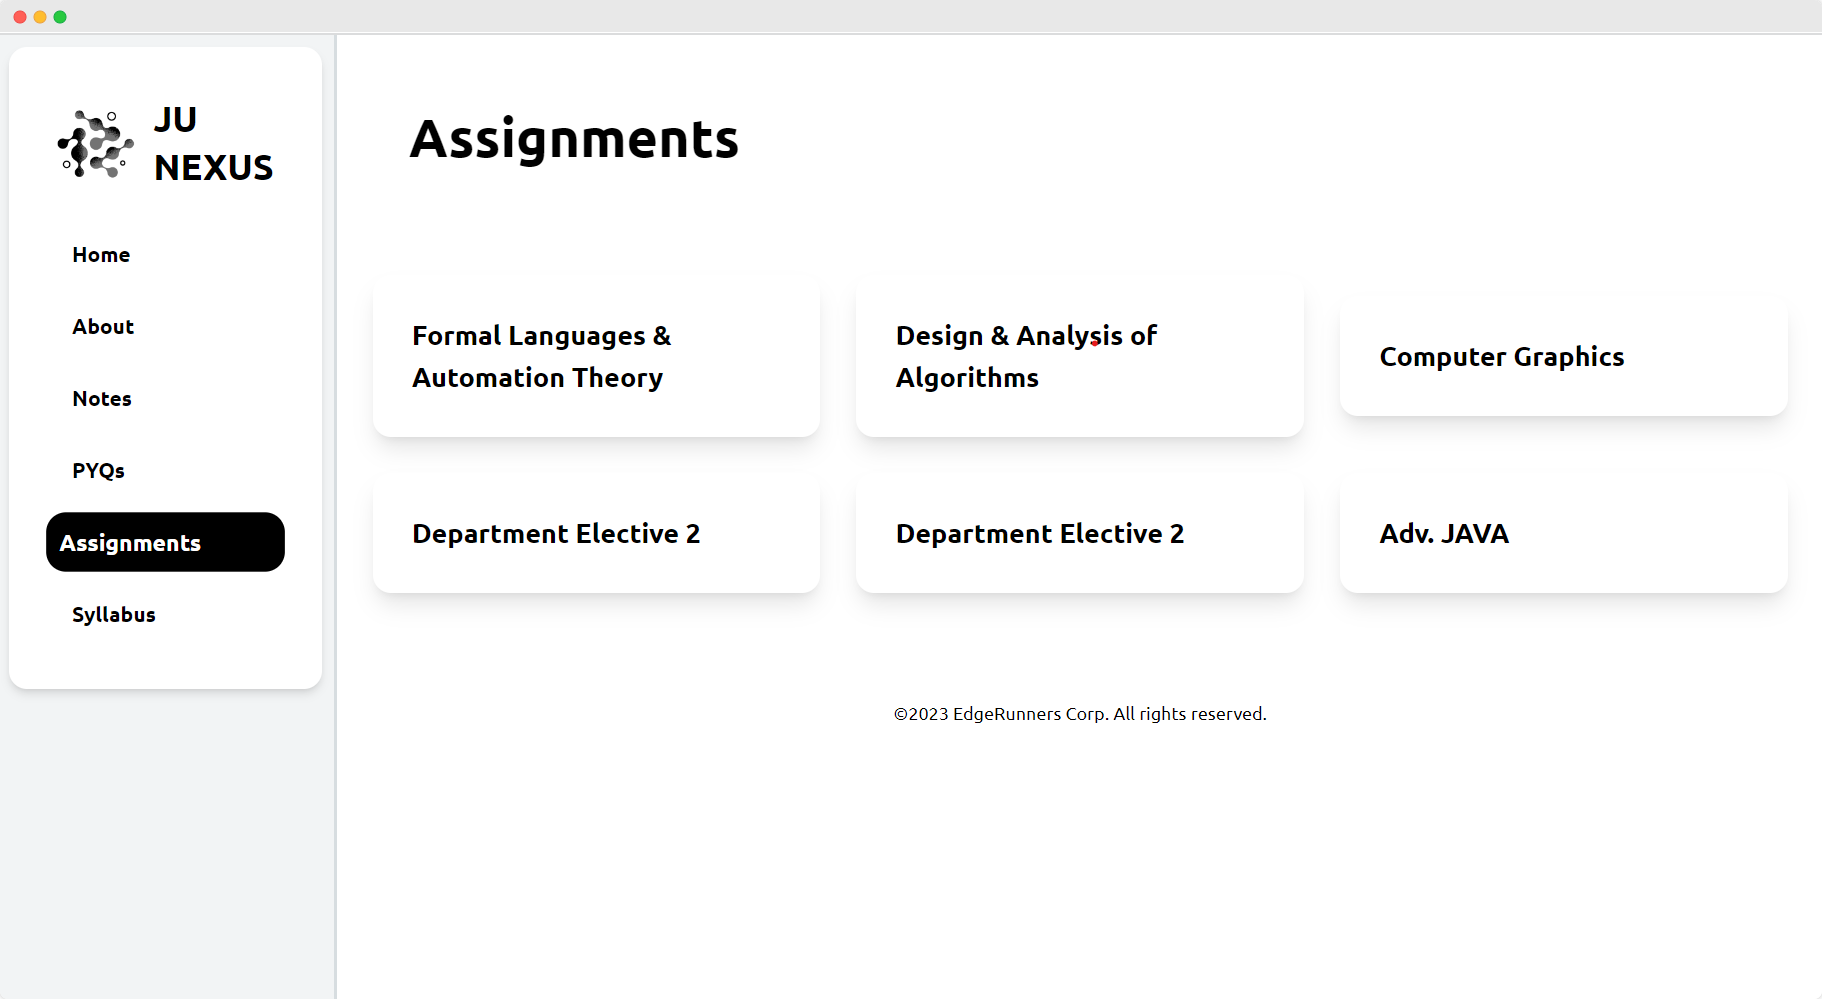 JU
NEXUS
Home
About
Notes
PYQs
Assignments
Syllabus
Assignments
Formal Languages &
Automation Theory
Design & Analysis of
Algorithms
Computer Graphics
Department Elective 2
Department Elective 2
Adv. JAVA
©2023 EdgeRunners Corp. All rights reserved.